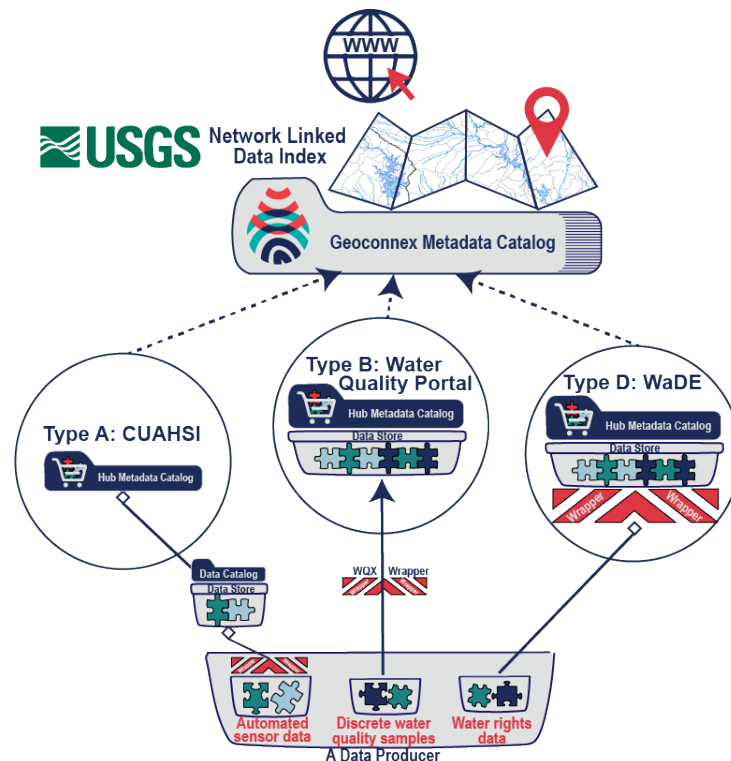 WWW
USGS
Network Linked
Data Index
Geoconnex Metadata Catalog
Type A: CUAHSI
Hub Metadata Catalog
Type B: Water
Quality Portal
Hub Metadata Catalog
Data Store
Type D: WaDE
Hub Metadata Catalog
Data Store
Wrapper Wrapper
Data Catalog
Data Store
WQX Wrapper
Wrapper Wrapper
Automated
sensor data
Discrete water
quality samples
Water rights
data
A Data Producer